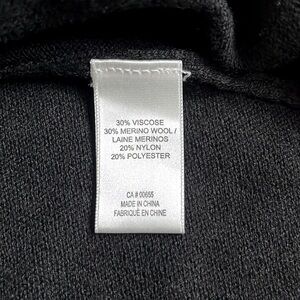 30% VISCOSE
30% MERINO WOOL /
LAINE MERINOS
20% NYLON
20% POLYESTER
CA # 00655
MADE IN CHINA
FABRIQUÉ EN CHINE